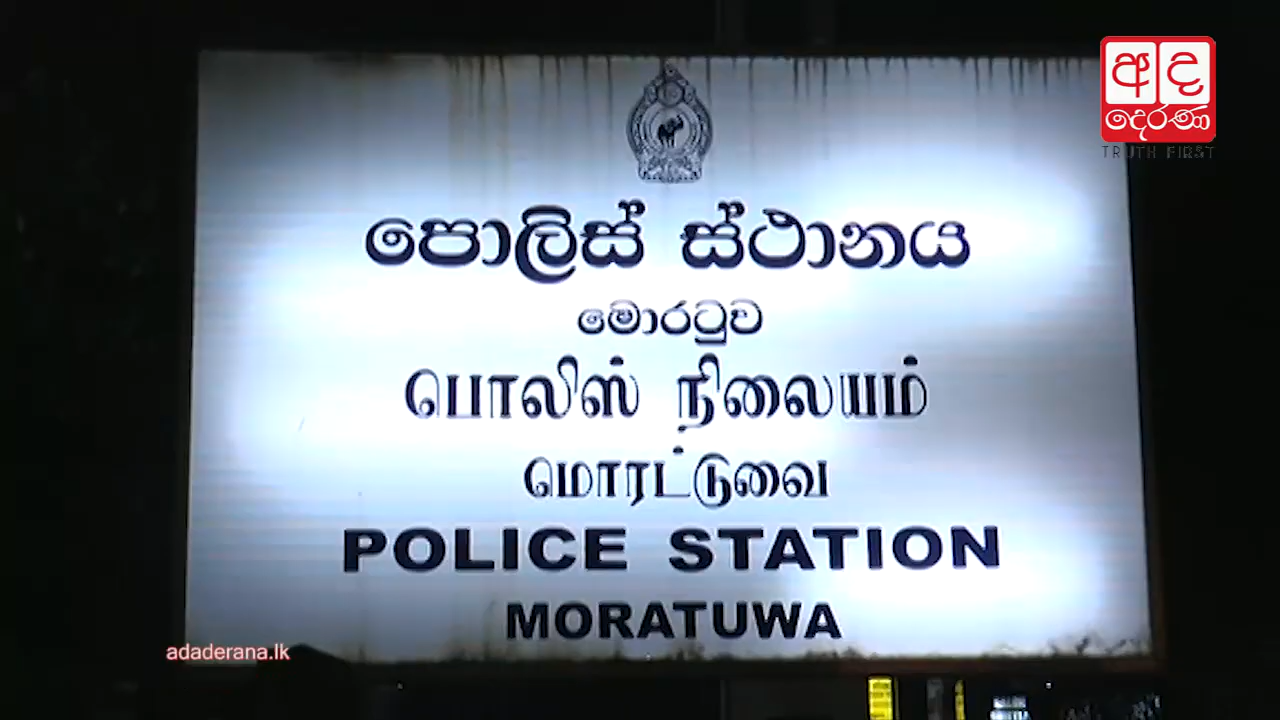 අද
දෙරණ
TRUTH FIRST
පොලිස් ස්ථානය
මොරටුව
பொலிஸ் நிலையம்
மொரட்டுவை
POLICE STATION
MORATUWA
adaderana.lk